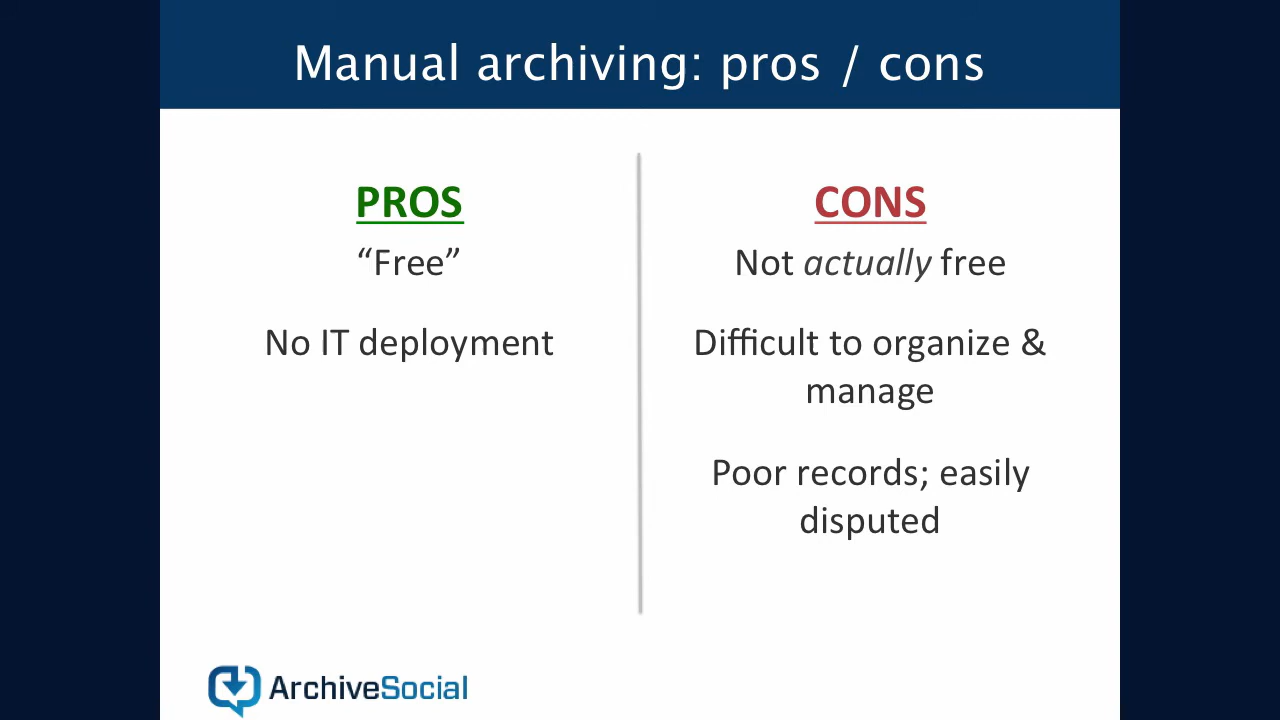 Manual archiving: pros / cons
PROS
“Free”
No IT deployment
CONS
Not actually free
Difficult to organize &
manage
Poor records; easily
disputed
ArchiveSocial